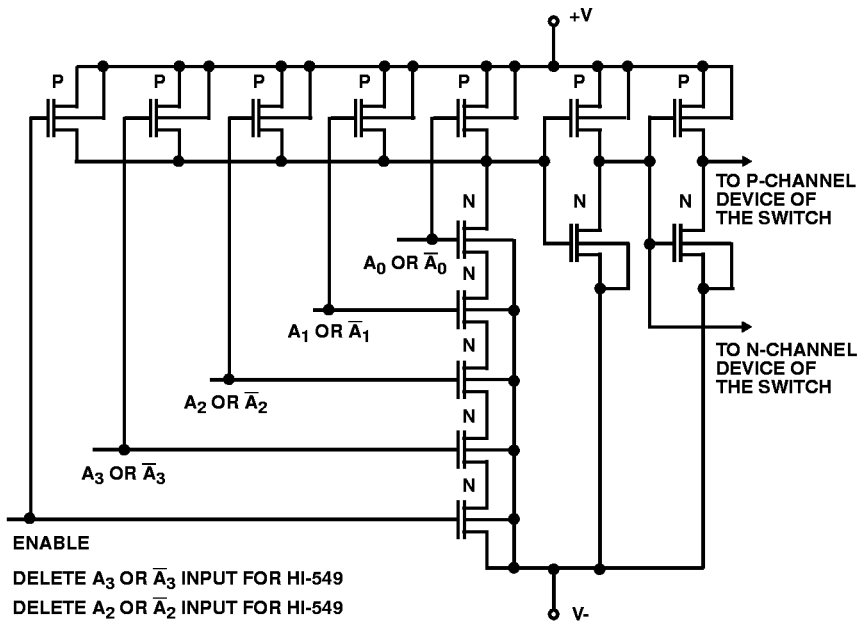 +V
P
P
P
P
P
P
P
TO P-CHANNEL
DEVICE OF
THE SWITCH
N
N
N
A0 OR A̅0
N
A1 OR A̅1
TO N-CHANNEL
DEVICE OF
THE SWITCH
N
A2 OR A̅2
N
A3 OR A̅3
N
ENABLE
DELETE A3 OR A̅3 INPUT FOR HI-549
DELETE A2 OR A̅2 INPUT FOR HI-549
V-